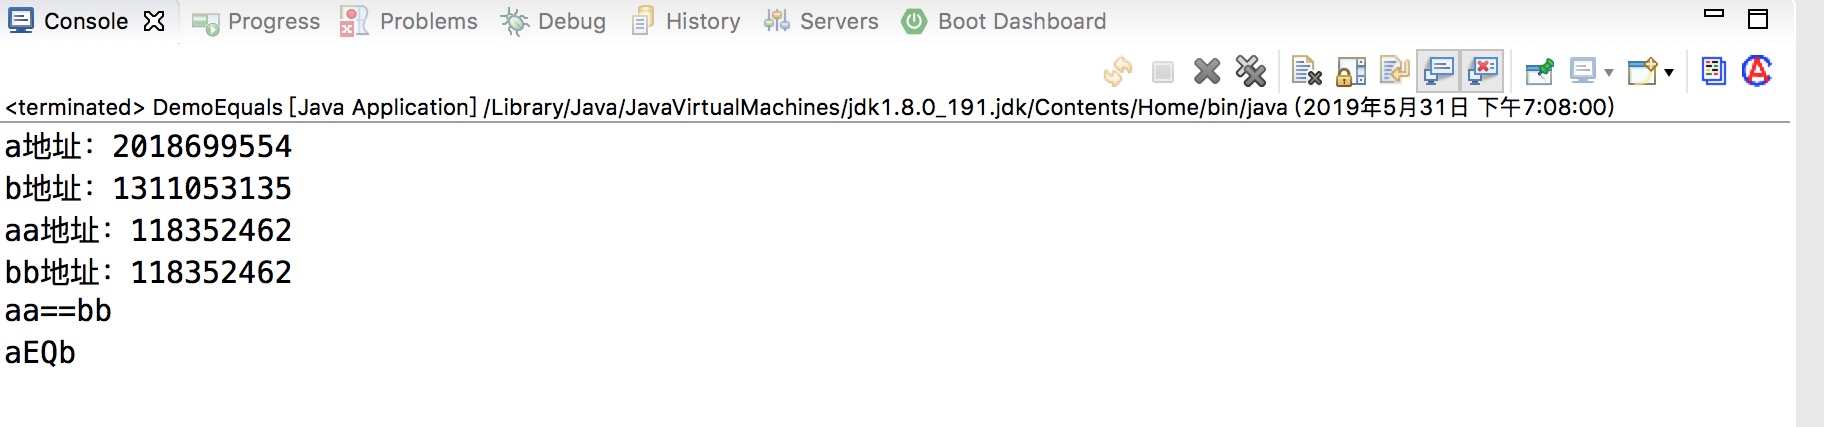 Console Progress Problems Debug History Servers Boot Dashboard
<terminated> DemoEquals [Java Application] /Library/Java/JavaVirtualMachines/jdk1.8.0_191.jdk/Contents/Home/bin/java (2019年5月31日 下午7:08:00)
a地址：2018699554
b地址：1311053135
aa地址：118352462
bb地址：118352462
aa==bb
aEQb